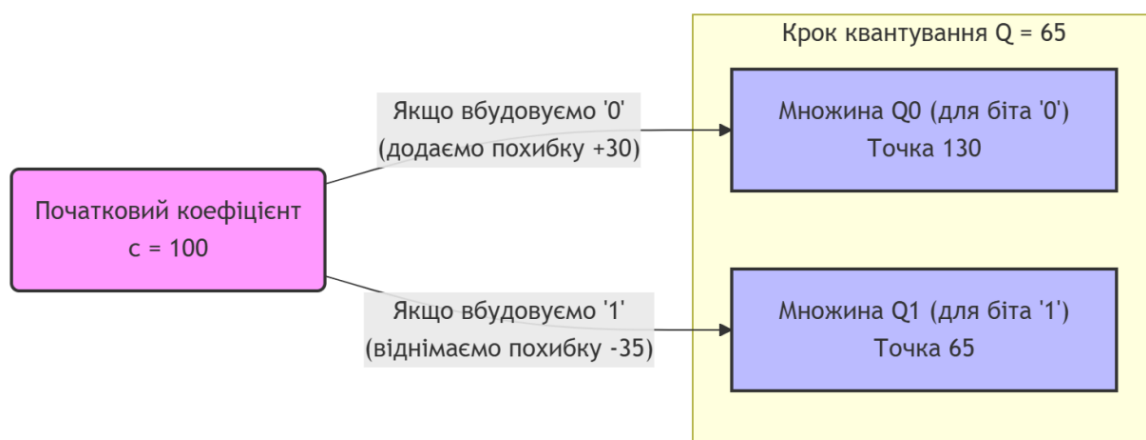 Крок квантування Q = 65
Якщо вбудовуємо '0'
(додаємо похибку +30)
Множина Q0 (для біта '0')
Точка 130
Початковий коефіцієнт
c = 100
Якщо вбудовуємо '1'
(віднімаємо похибку -35)
Множина Q1 (для біта '1')
Точка 65